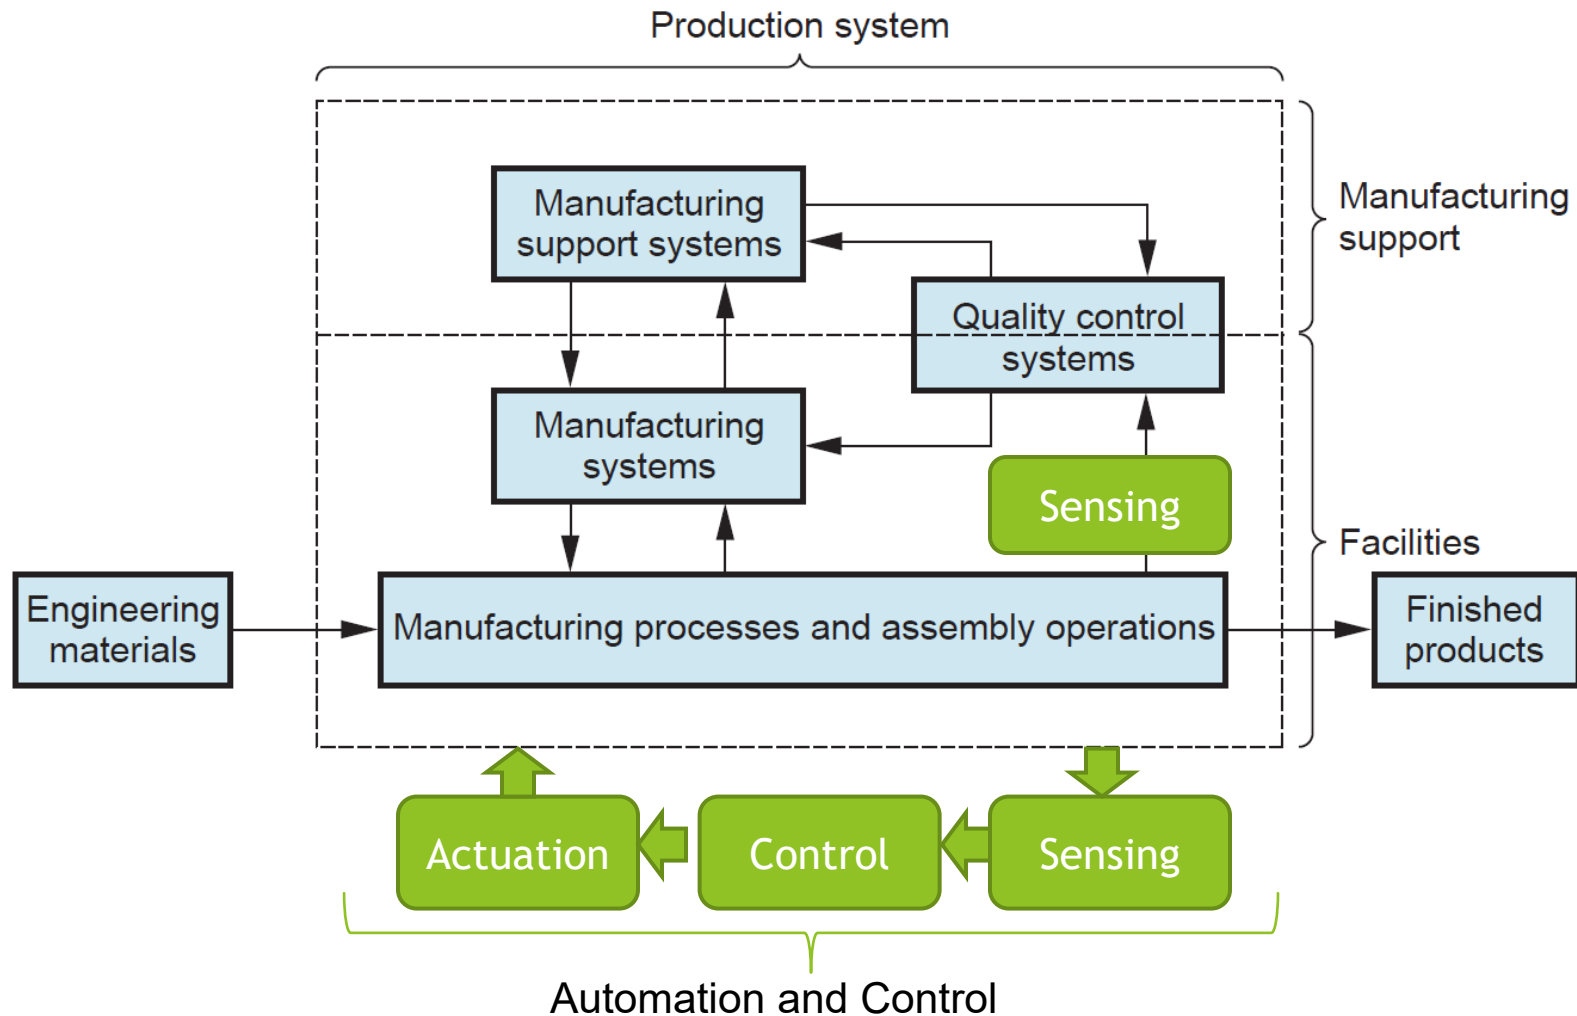 Production system
Manufacturing
support systems
Manufacturing
support
Quality control
systems
Manufacturing
systems
Sensing
Facilities
Engineering
materials
Manufacturing processes and assembly operations
Finished
products
Actuation
Control
Sensing
Automation and Control